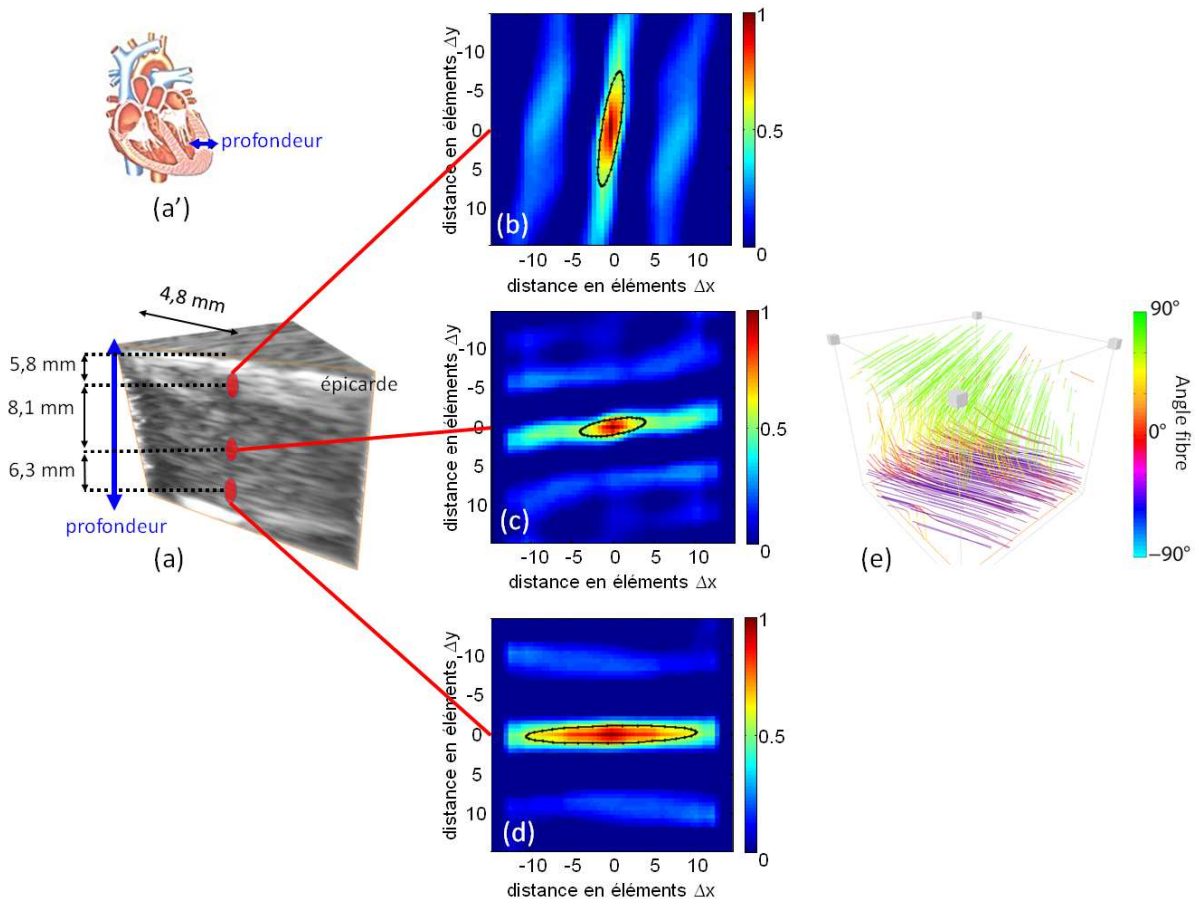 profondeur
(a')
4,8 mm
5,8 mm
8,1 mm
6,3 mm
épicarde
profondeur
(a)
distance en éléments Δy
-10
-5
0
5
10
(b)
-10 -5 0 5 10
distance en éléments Δx
1
0.5
0
distance en éléments Δy
-10
-5
0
5
10
(c)
-10 -5 0 5 10
distance en éléments Δx
1
0.5
0
distance en éléments Δy
-10
-5
0
5
10
(d)
-10 -5 0 5 10
distance en éléments Δx
1
0.5
0
90°
0°
−90°
Angle fibre
(e)